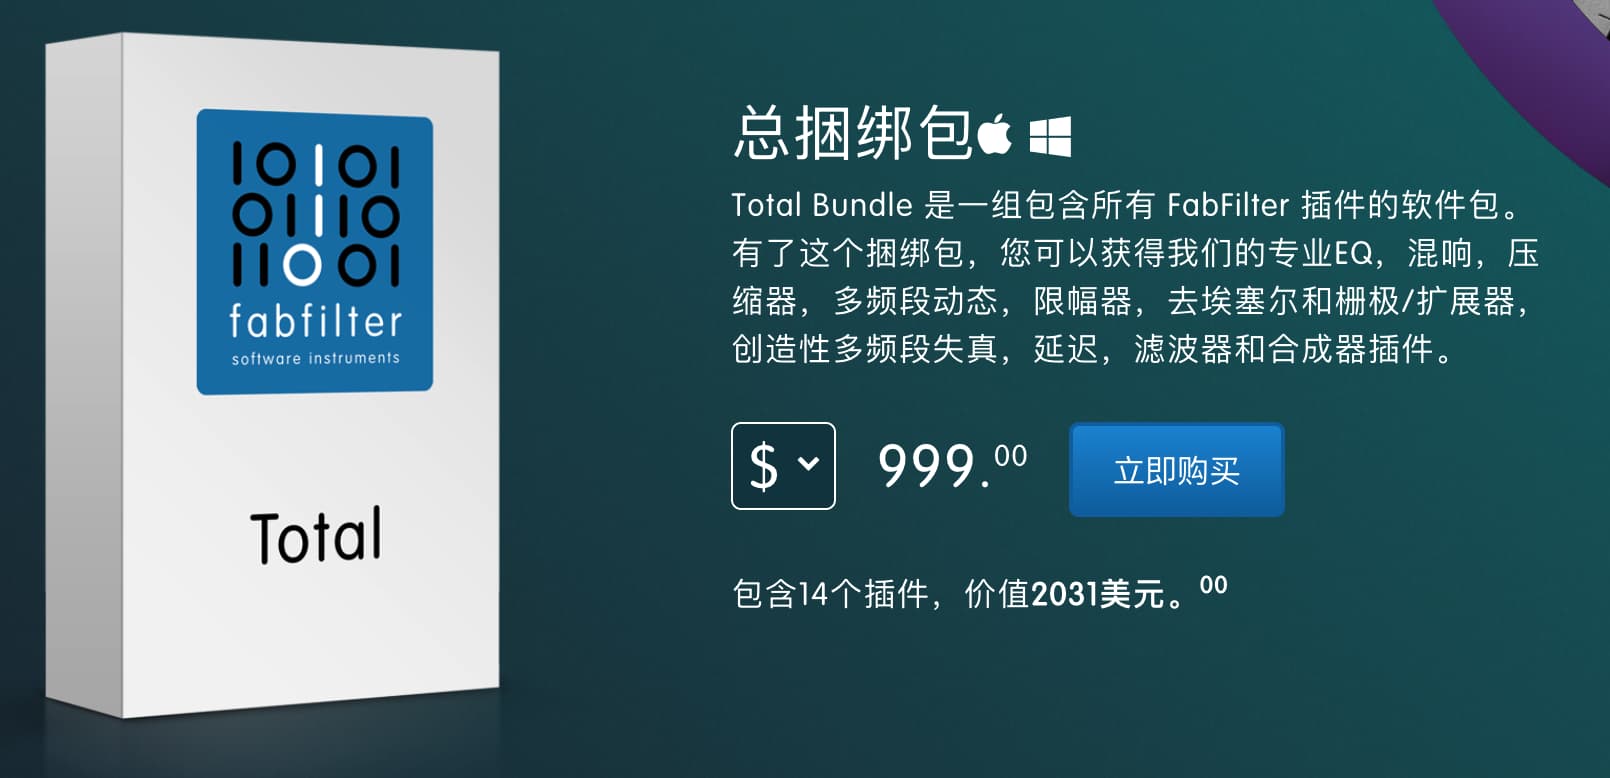 10101
01110
11001
fabfilter
software instruments
Total
总捆绑包
Total Bundle 是一组包含所有 FabFilter 插件的软件包。
有了这个捆绑包，您可以获得我们的专业EQ，混响，压
缩器，多频段动态，限幅器，去埃塞尔和栅极/扩展器，
创造性多频段失真，延迟，滤波器和合成器插件。
$ 999.00 立即购买
包含14个插件，价值2031美元。00